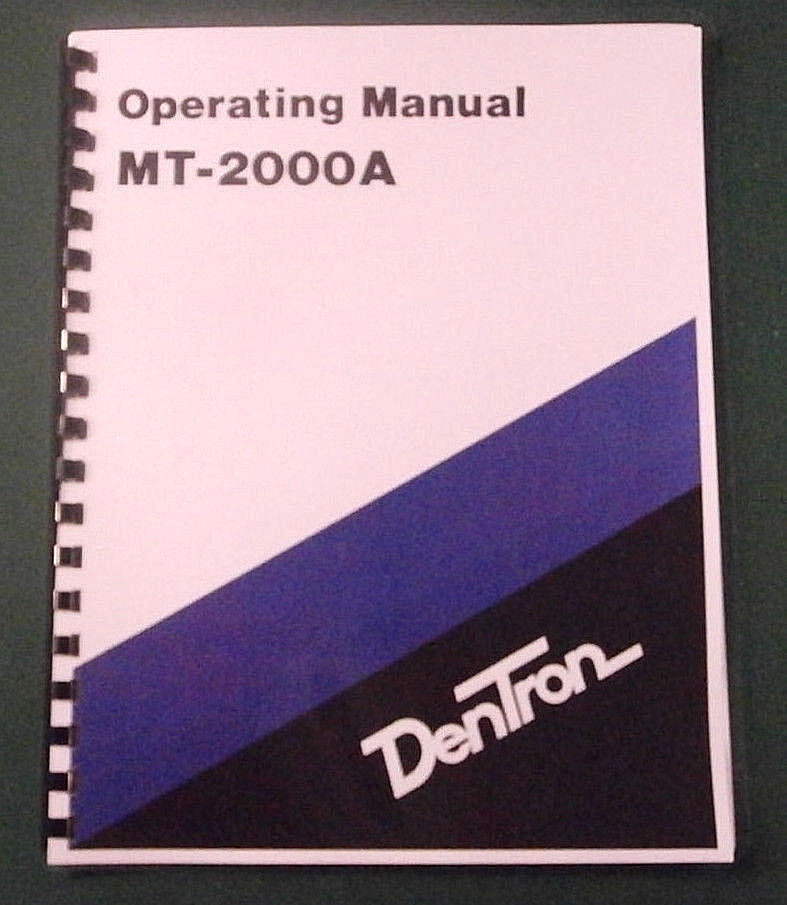 Operating Manual
MT-2000A
DenTron